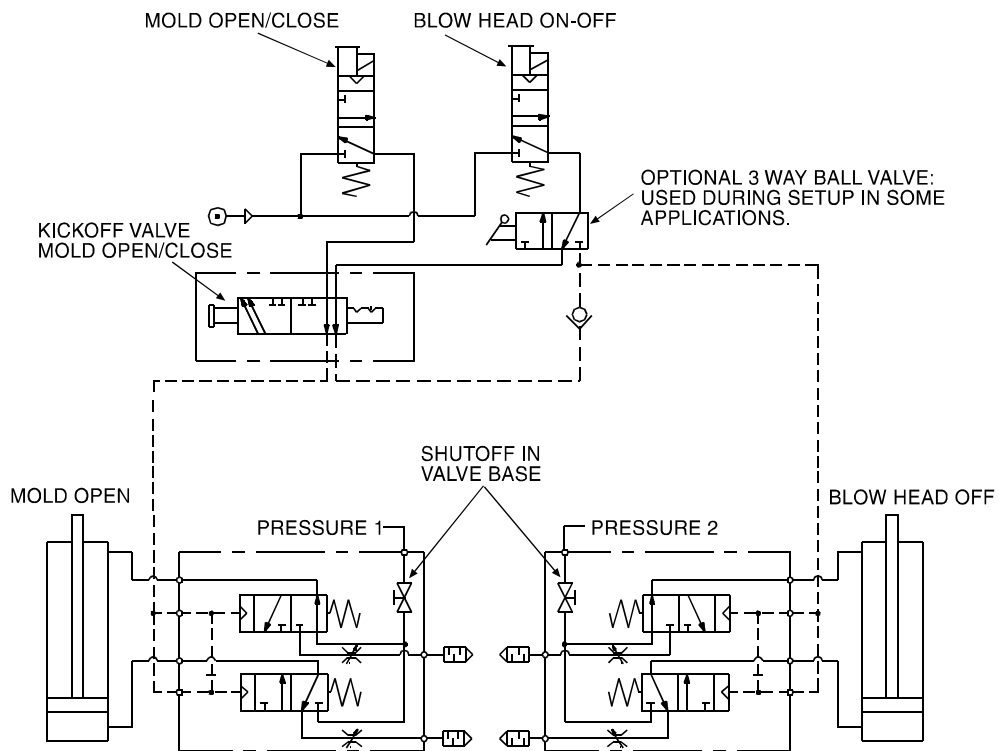 MOLD OPEN/CLOSE
BLOW HEAD ON-OFF
OPTIONAL 3 WAY BALL VALVE:
USED DURING SETUP IN SOME
APPLICATIONS.
KICKOFF VALVE
MOLD OPEN/CLOSE
SHUTOFF IN
VALVE BASE
MOLD OPEN
BLOW HEAD OFF
PRESSURE 1
PRESSURE 2